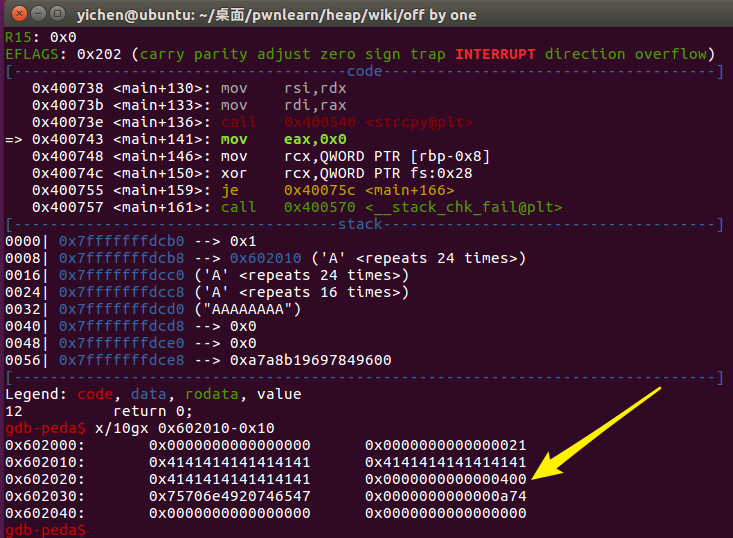 yichen@ubuntu: ~/桌面/pwnlearn/heap/wiki/off by one
R15: 0x0
EFLAGS: 0x202 (carry parity adjust zero sign trap INTERRUPT direction overflow)
[-------------------------------------code-------------------------------------]
   0x400738 <main+130>: mov    rsi,rdx
   0x40073b <main+133>: mov    rdi,rax
   0x40073e <main+136>: call   0x400540 <strcpy@plt>
=> 0x400743 <main+141>: mov    eax,0x0
   0x400748 <main+146>: mov    rcx,QWORD PTR [rbp-0x8]
   0x40074c <main+150>: xor    rcx,QWORD PTR fs:0x28
   0x400755 <main+159>: je     0x40075c <main+166>
   0x400757 <main+161>: call   0x400570 <__stack_chk_fail@plt>
[------------------------------------stack-------------------------------------]
0000| 0x7fffffffdcb0 --> 0x1
0008| 0x7fffffffdcb8 --> 0x602010 ('A' <repeats 24 times>)
0016| 0x7fffffffdcc0 ('A' <repeats 24 times>)
0024| 0x7fffffffdcc8 ('A' <repeats 16 times>)
0032| 0x7fffffffdcd0 ("AAAAAAAA")
0040| 0x7fffffffdcd8 --> 0x0
0048| 0x7fffffffdce0 --> 0x0
0056| 0x7fffffffdce8 --> 0xa7a8b19697849600
[------------------------------------------------------------------------------]
Legend: code, data, rodata, value
12          return 0;
gdb-peda$ x/10gx 0x602010-0x10
0x602000:       0x0000000000000000      0x0000000000000021
0x602010:       0x4141414141414141      0x4141414141414141
0x602020:       0x4141414141414141      0x0000000000000400
0x602030:       0x75706e4920746547      0x0000000000000a74
0x602040:       0x0000000000000000      0x0000000000000000
gdb-peda$